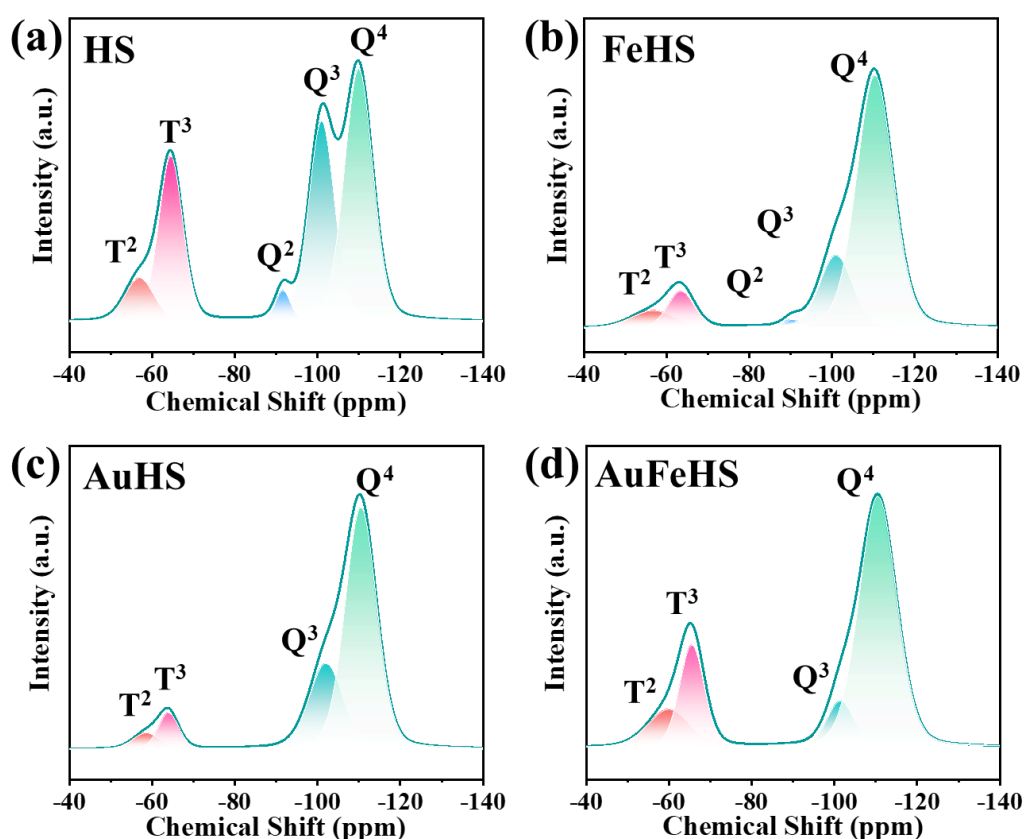 (a) HS
T² T³ Q² Q³ Q⁴
Intensity (a.u.)
-40 -60 -80 -100 -120 -140
Chemical Shift (ppm)
(b) FeHS
T² T³ Q² Q³ Q⁴
Intensity (a.u.)
-40 -60 -80 -100 -120 -140
Chemical Shift (ppm)
(c) AuHS
T² T³ Q³ Q⁴
Intensity (a.u.)
-40 -60 -80 -100 -120 -140
Chemical Shift (ppm)
(d) AuFeHS
T² T³ Q³ Q⁴
Intensity (a.u.)
-40 -60 -80 -100 -120 -140
Chemical Shift (ppm)